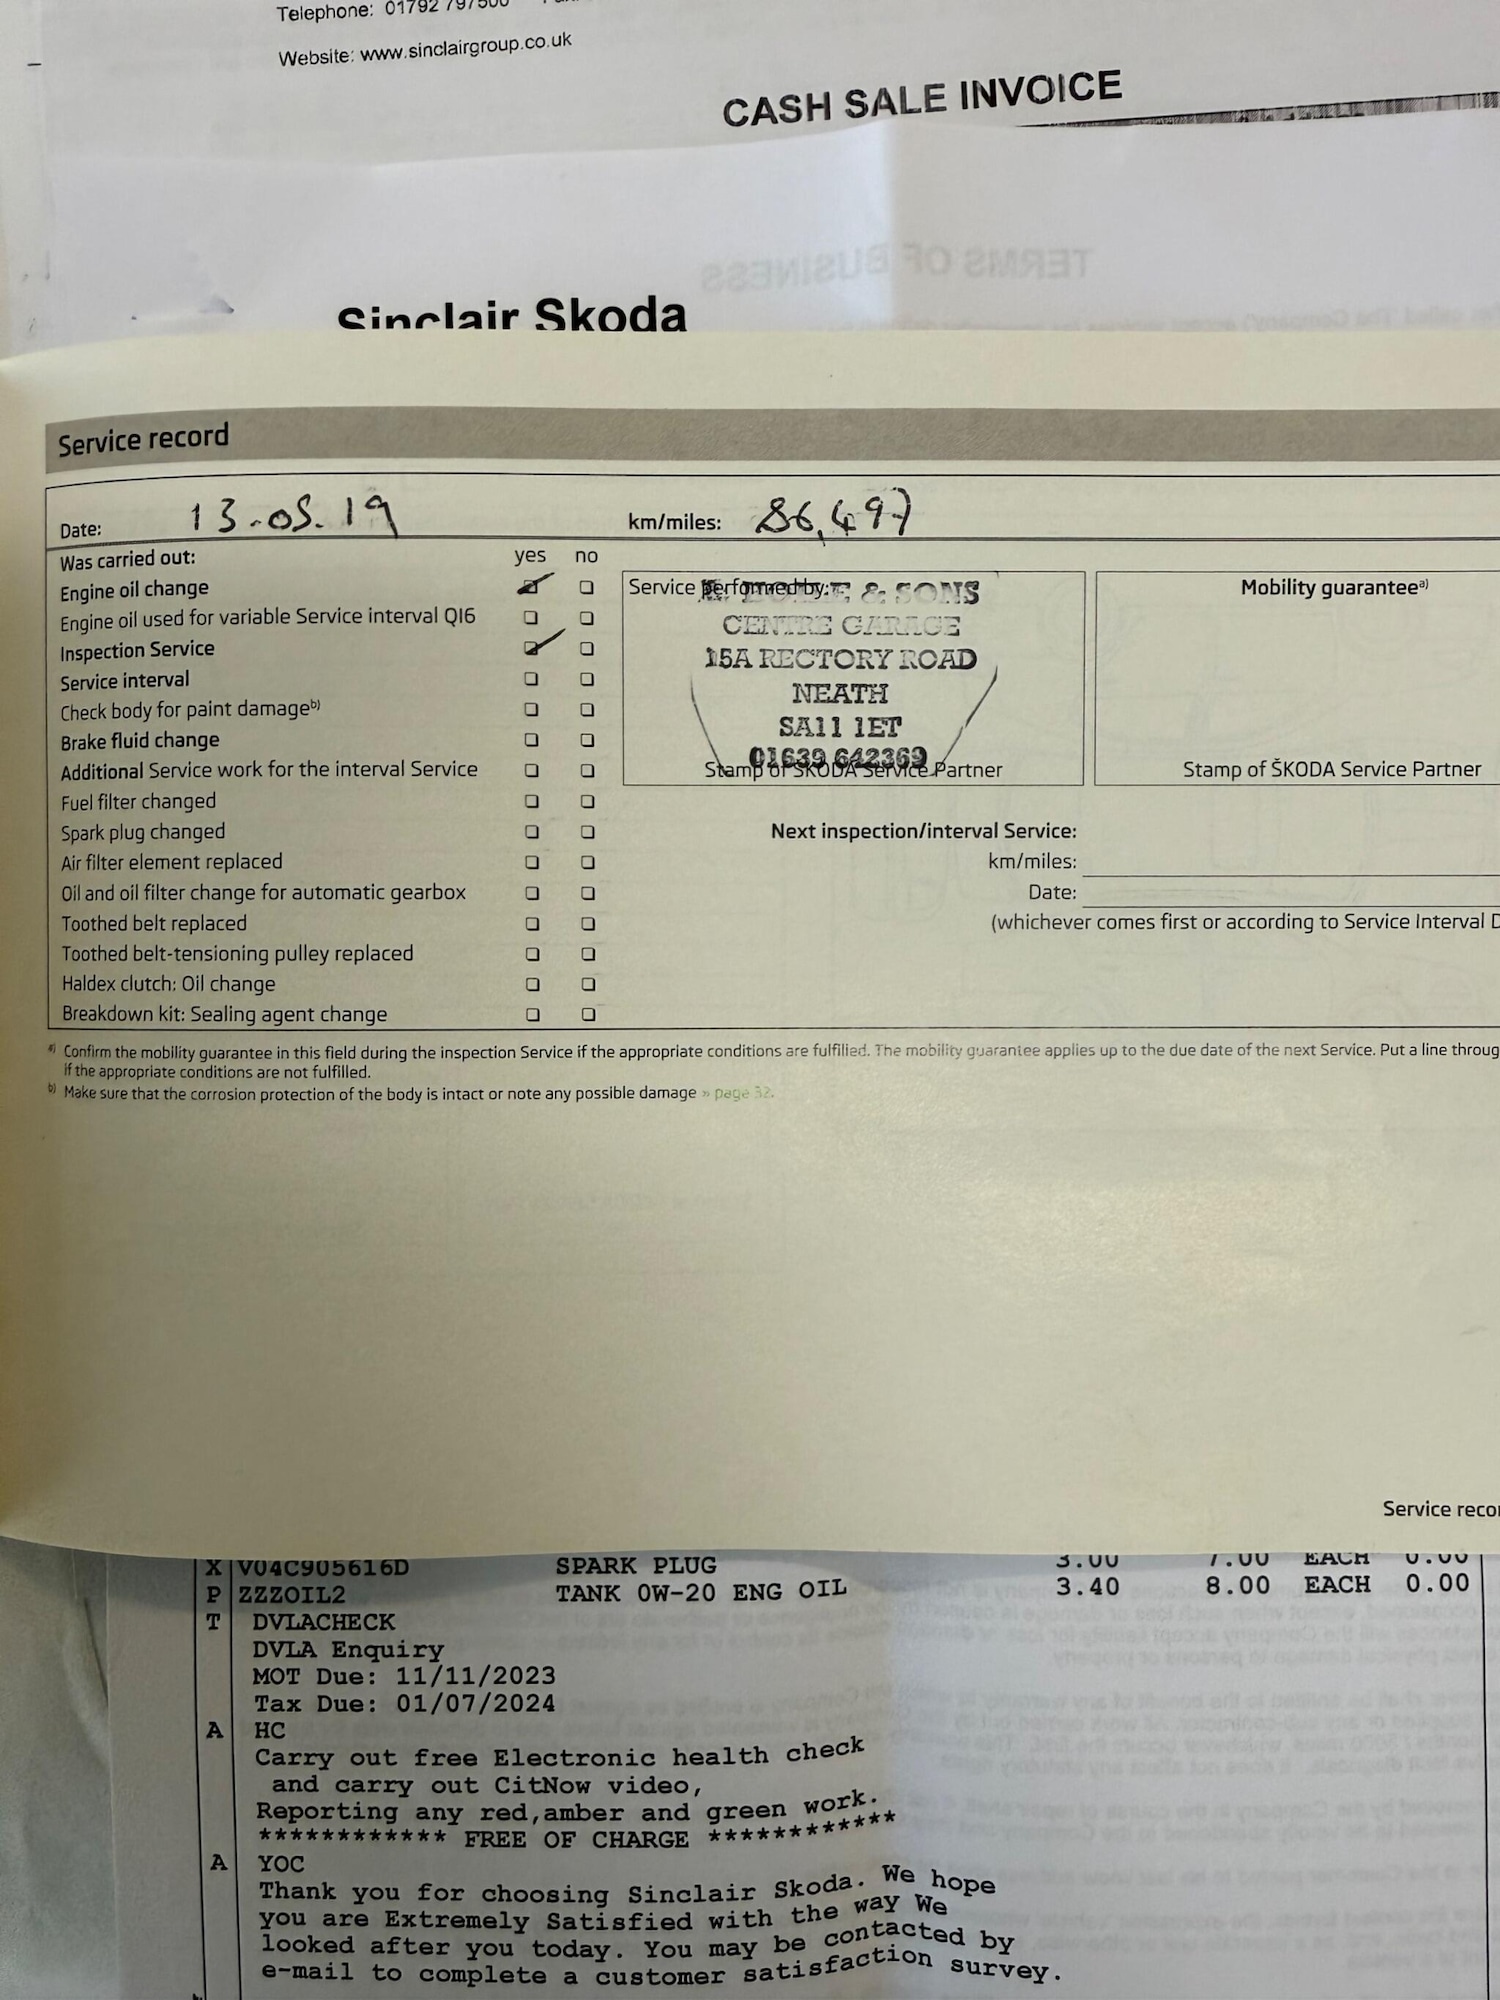 Telephone: 01792 797500
Website: www.sinclairgroup.co.uk
CASH SALE INVOICE
TERMS OF BUSINESS
Sinclair Skoda
Service record
Date: 13.05.19 km/miles: 86,497
Was carried out: yes no
Engine oil change
Engine oil used for variable Service interval QI6
Inspection Service
Service interval
Check body for paint damage b)
Brake fluid change
Additional Service work for the interval Service
Fuel filter changed
Spark plug changed
Air filter element replaced
Oil and oil filter change for automatic gearbox
Toothed belt replaced
Toothed belt-tensioning pulley replaced
Haldex clutch: Oil change
Breakdown kit: Sealing agent change
Service performed by:
& SONS
CENTRE GARAGE
15A RECTORY ROAD
NEATH
SA11 1ET
01639 642369
Stamp of ŠKODA Service Partner
Mobility guarantee a)
Stamp of ŠKODA Service Partner
Next inspection/interval Service:
km/miles:
Date:
(whichever comes first or according to Service Interval D
a) Confirm the mobility guarantee in this field during the inspection Service if the appropriate conditions are fulfilled. The mobility guarantee applies up to the due date of the next Service. Put a line throug
if the appropriate conditions are not fulfilled.
b) Make sure that the corrosion protection of the body is intact or note any possible damage » page 32.
Service recor
X V04C905616D SPARK PLUG 3.00 7.00 EACH 0.00
P ZZZOIL2 TANK 0W-20 ENG OIL 3.40 8.00 EACH 0.00
T DVLACHECK
DVLA Enquiry
MOT Due: 11/11/2023
Tax Due: 01/07/2024
A HC
Carry out free Electronic health check
and carry out CitNow video,
Reporting any red,amber and green work.
************ FREE OF CHARGE ************
A YOC
Thank you for choosing Sinclair Skoda. We hope
you are Extremely Satisfied with the way We
looked after you today. You may be contacted by
e-mail to complete a customer satisfaction survey.